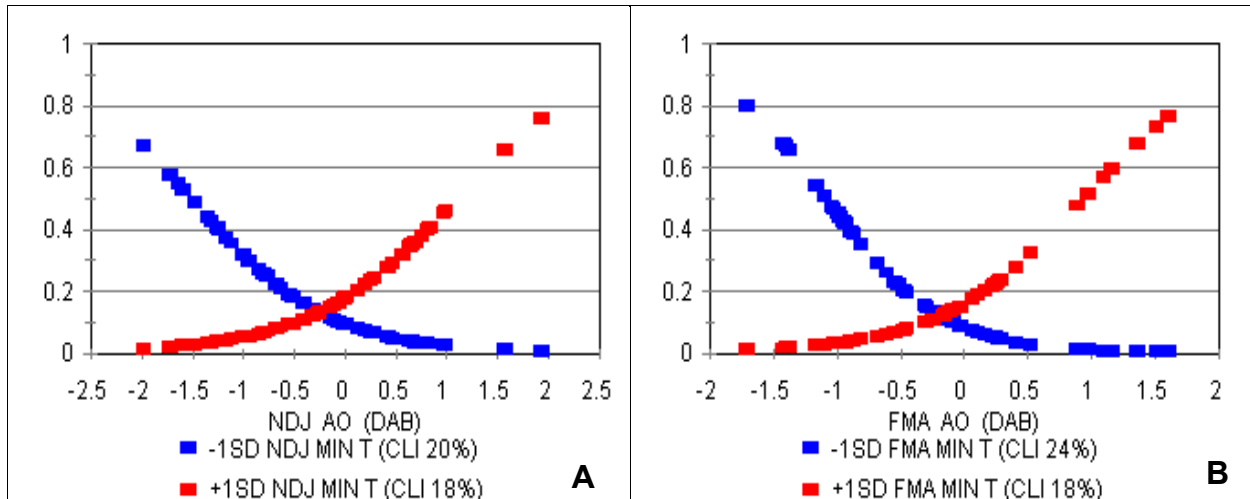 1
0.8
0.6
0.4
0.2
0
-2.5 -2 -1.5 -1 -0.5 0 0.5 1 1.5 2 2.5
NDJ AO (DAB)
-1SD NDJ MIN T (CLI 20%)
+1SD NDJ MIN T (CLI 18%)
A
1
0.8
0.6
0.4
0.2
0
-2 -1.5 -1 -0.5 0 0.5 1 1.5 2
FMA AO (DAB)
-1SD FMA MIN T (CLI 24%)
+1SD FMA MIN T (CLI 18%)
B